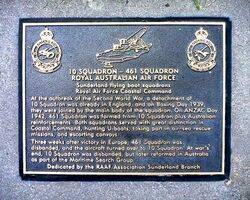 10 SQUADRON - 461 SQUADRON
ROYAL AUSTRALIAN AIR FORCE
Sunderland flying boat squadrons
Royal Air Force Coastal Command
At the outbreak of the Second World War, a detachment of
10 Squadron was already in England, and on Boxing Day 1939,
they were joined by the main body of the squadron. On ANZAC Day
1942, 461 Squadron was formed from 10 Squadron plus Australian
reinforcements. Both squadrons served with great distinction in
Coastal Command, hunting U-boats, taking part in air-sea rescue
missions, and escorting convoys.
Three weeks after victory in Europe, 461 Squadron was
disbanded, and the aircraft handed over to 10 Squadron. At war's
end, 10 Squadron was disbanded but later reformed in Australia
as part of the Maritime Search Group.
Dedicated by the RAAF Association Sunderland Branch